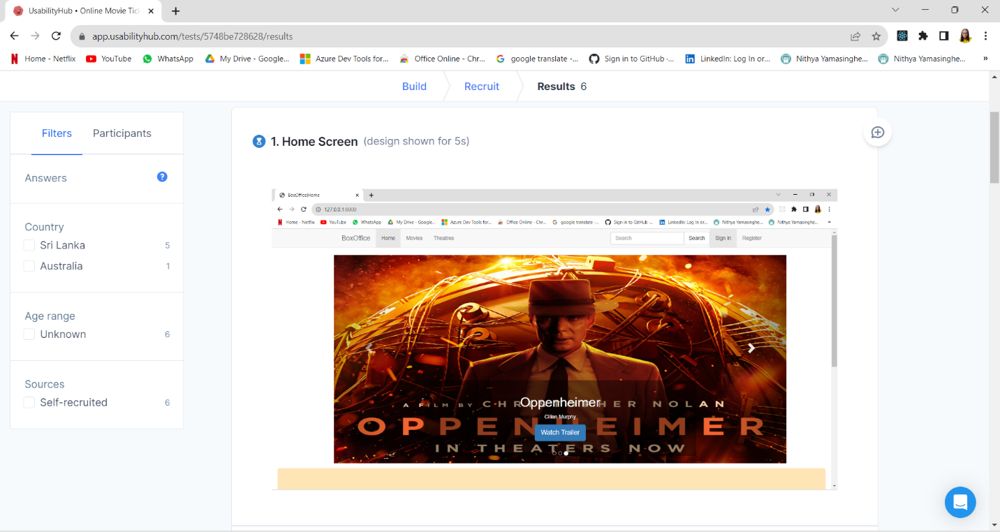 UsabilityHub • Online Movie Tic
app.usabilityhub.com/tests/5748be728628/results
Home - Netflix YouTube WhatsApp My Drive - Google... Azure Dev Tools for... Office Online - Chr... google translate -... Sign in to GitHub ·... LinkedIn: Log In or... Nithya Yamasinghe... Nithya Yamasinghe... »
Build Recruit Results 6
Filters Participants
Answers ?
Country
Sri Lanka 5
Australia 1
Age range
Unknown 6
Sources
Self-recruited 6
1. Home Screen (design shown for 5s)
BoxOffice|Home
127.0.0.1:8000
Home - Netflix YouTube WhatsApp My Drive - Google... Azure Dev Tools for... Office Online - Chr... google translate -... Sign in to GitHub ·... LinkedIn: Log In or... Nithya Yamasinghe... Nithya Yamasinghe... »
BoxOffice Home Movies Theatres Search Search Sign In Register
Oppenheimer
A FILM BY CHR HER NOLAN
Cillian Murphy
OPPENHEIMER
Watch Trailer
IN THEATERS NOW